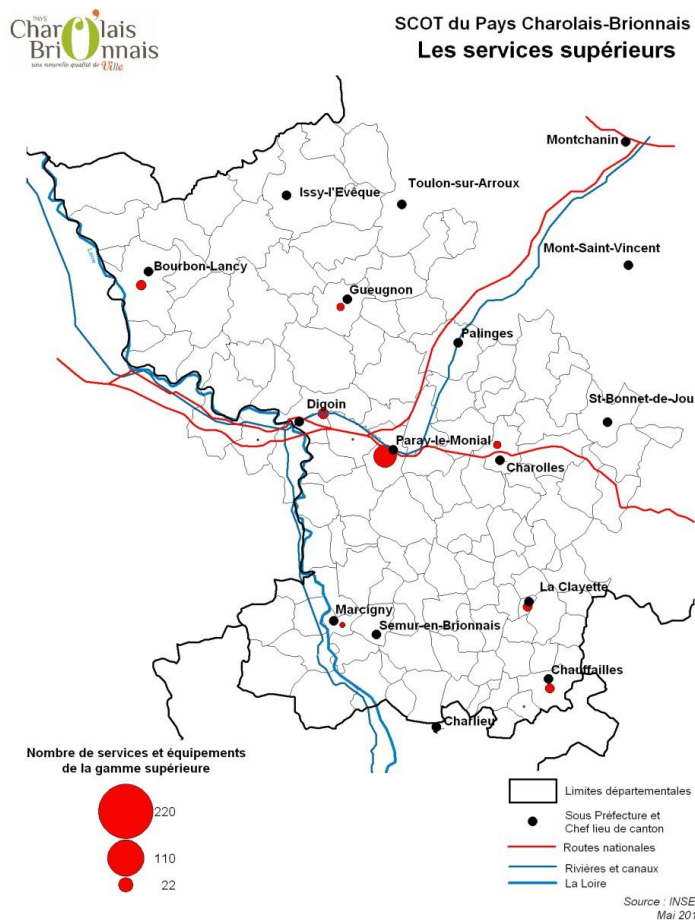 PAYS
Charolais
Brionnais
une nouvelle qualité de Ville
SCOT du Pays Charolais-Brionnais
Les services supérieurs
Montchanin
Toulon-sur-Arroux
Issy-l'Evêque
Mont-Saint-Vincent
Loire
Bourbon-Lancy
Gueugnon
Palinges
St-Bonnet-de-Jou
Digoin
Paray-le-Monial
Charolles
La Clayette
Marcigny
Semur-en-Brionnais
Chauffailles
Charlieu
Nombre de services et équipements
de la gamme supérieure
220
110
22
Limites départementales
Sous Préfecture et
Chef lieu de canton
Routes nationales
Rivières et canaux
La Loire
Source : INSE
Mai 201